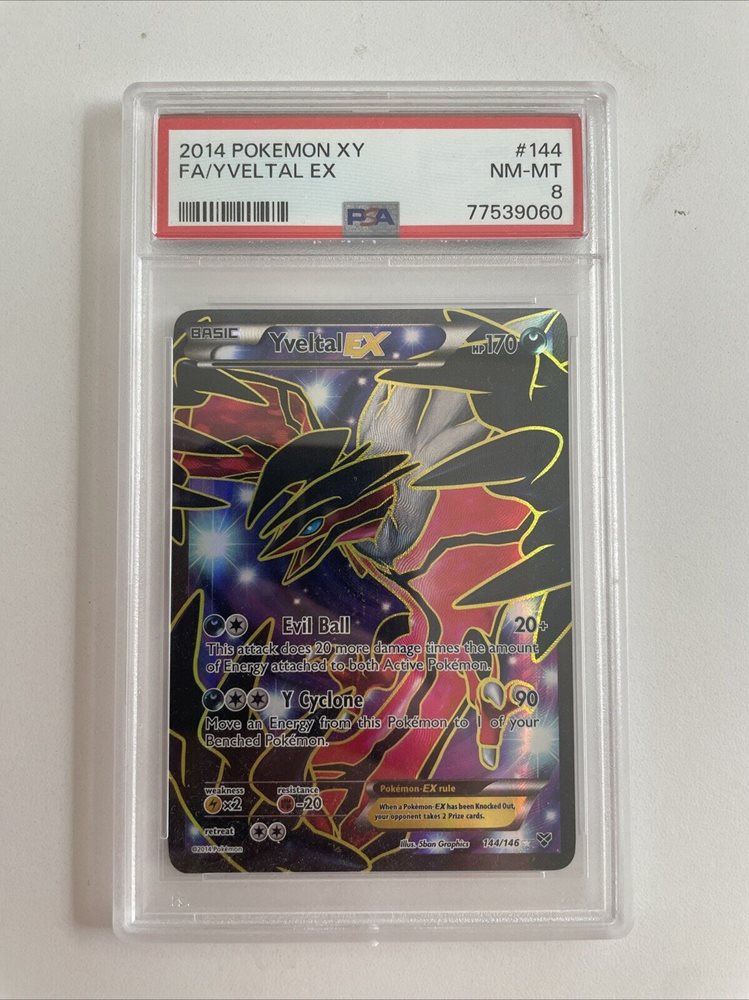 2014 POKEMON XY #144
FA/YVELTAL EX NM-MT
8
PSA 77539060
BASIC YveltalEX HP170
Evil Ball 20+
This attack does 20 more damage times the amount
of Energy attached to both Active Pokémon.
Y Cyclone 90
Move an Energy from this Pokémon to 1 of your
Benched Pokémon.
weakness resistance
×2 -20
Pokémon-EX rule
When a Pokémon-EX has been Knocked Out,
your opponent takes 2 Prize cards.
retreat
©2014 Pokémon Illus. 5ban Graphics 144/146 XY